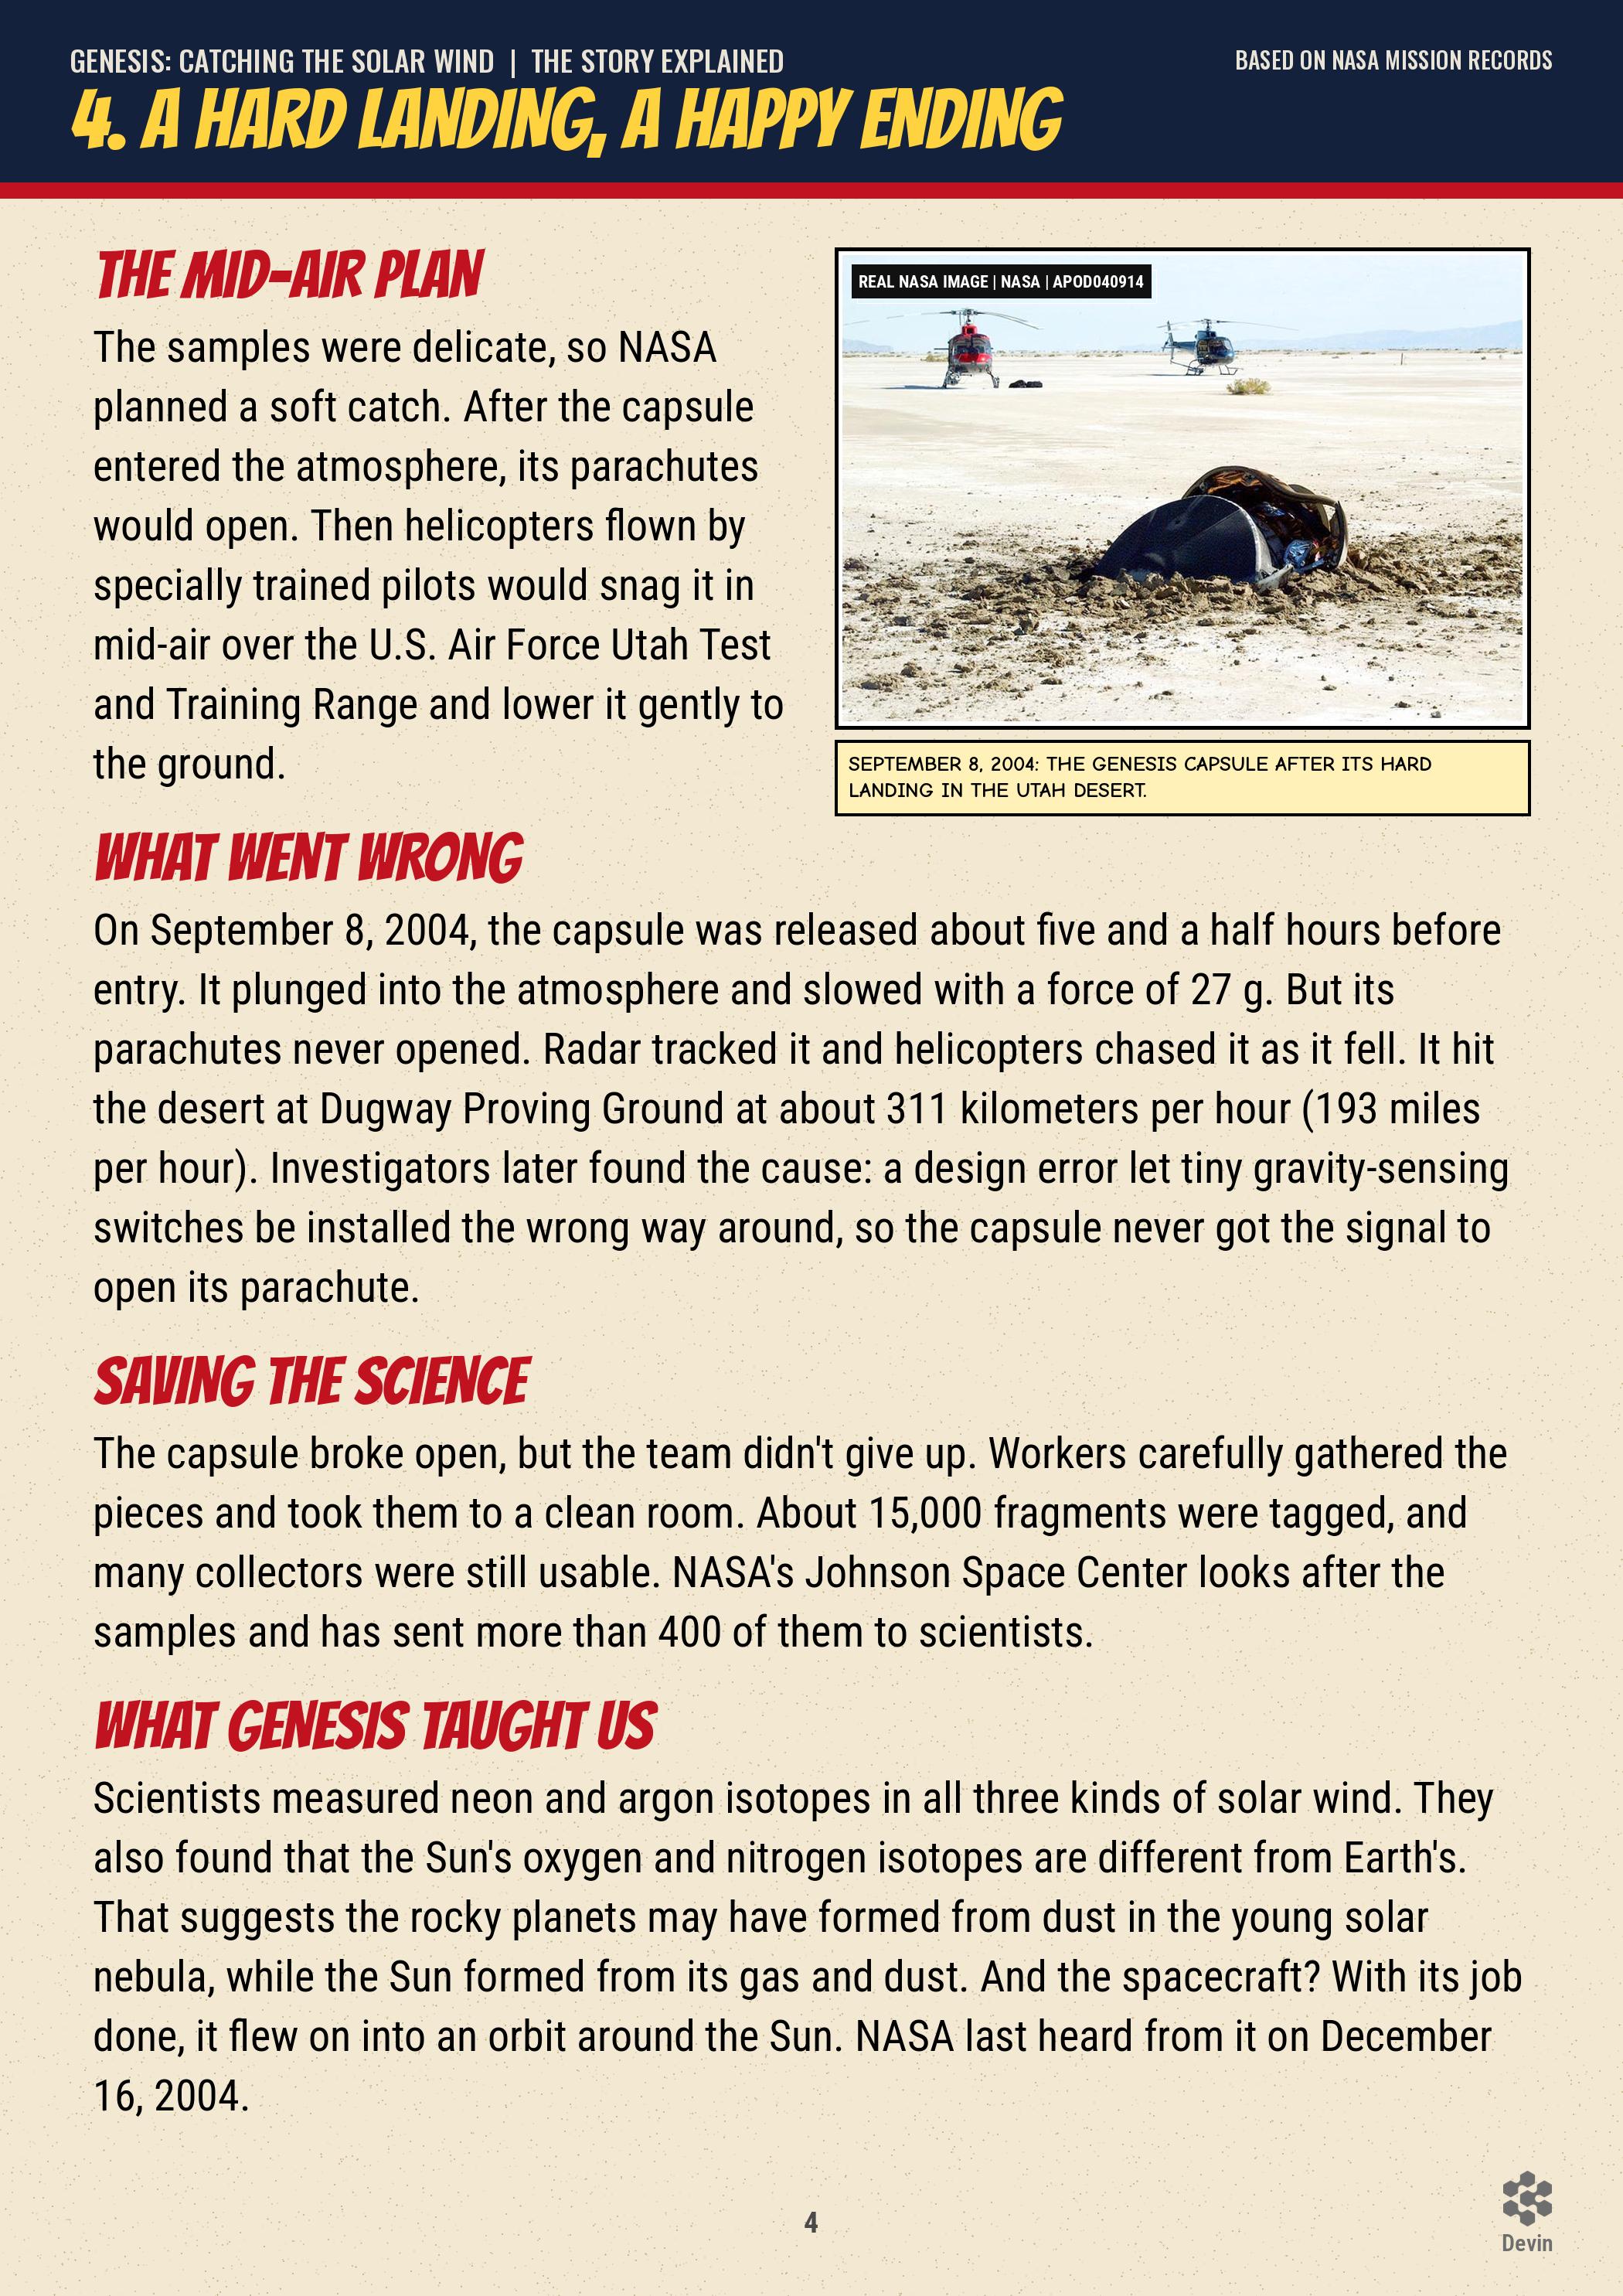 GENESIS: CATCHING THE SOLAR WIND | THE STORY EXPLAINED
BASED ON NASA MISSION RECORDS
4. A HARD LANDING, A HAPPY ENDING
THE MID-AIR PLAN
The samples were delicate, so NASA
planned a soft catch. After the capsule
entered the atmosphere, its parachutes
would open. Then helicopters flown by
specially trained pilots would snag it in
mid-air over the U.S. Air Force Utah Test
and Training Range and lower it gently to
the ground.
REAL NASA IMAGE | NASA | APOD040914
SEPTEMBER 8, 2004: THE GENESIS CAPSULE AFTER ITS HARD
LANDING IN THE UTAH DESERT.
WHAT WENT WRONG
On September 8, 2004, the capsule was released about five and a half hours before
entry. It plunged into the atmosphere and slowed with a force of 27 g. But its
parachutes never opened. Radar tracked it and helicopters chased it as it fell. It hit
the desert at Dugway Proving Ground at about 311 kilometers per hour (193 miles
per hour). Investigators later found the cause: a design error let tiny gravity-sensing
switches be installed the wrong way around, so the capsule never got the signal to
open its parachute.
SAVING THE SCIENCE
The capsule broke open, but the team didn't give up. Workers carefully gathered the
pieces and took them to a clean room. About 15,000 fragments were tagged, and
many collectors were still usable. NASA's Johnson Space Center looks after the
samples and has sent more than 400 of them to scientists.
WHAT GENESIS TAUGHT US
Scientists measured neon and argon isotopes in all three kinds of solar wind. They
also found that the Sun's oxygen and nitrogen isotopes are different from Earth's.
That suggests the rocky planets may have formed from dust in the young solar
nebula, while the Sun formed from its gas and dust. And the spacecraft? With its job
done, it flew on into an orbit around the Sun. NASA last heard from it on December
16, 2004.
4
Devin